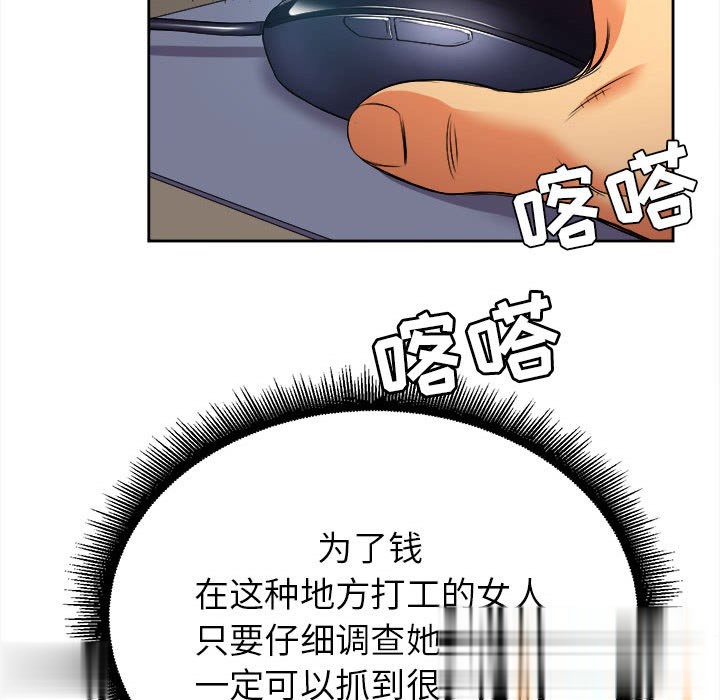 喀嗒
喀嗒
为了钱
在这种地方打工的女人
只要仔细调查她
一定可以抓到很